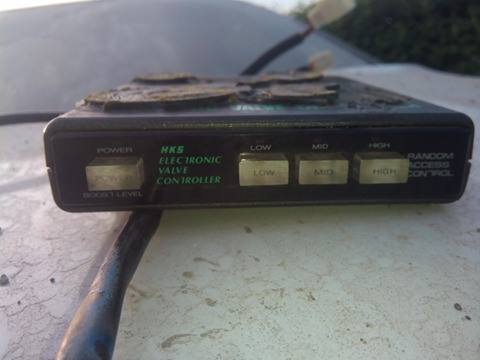 POWER
POWER
BOOST LEVEL
HKS
ELECTRONIC
VALVE
CONTROLLER
LOW
LOW
MID
MID
HIGH
HIGH
RANDOM
ACCESS
CONTROL